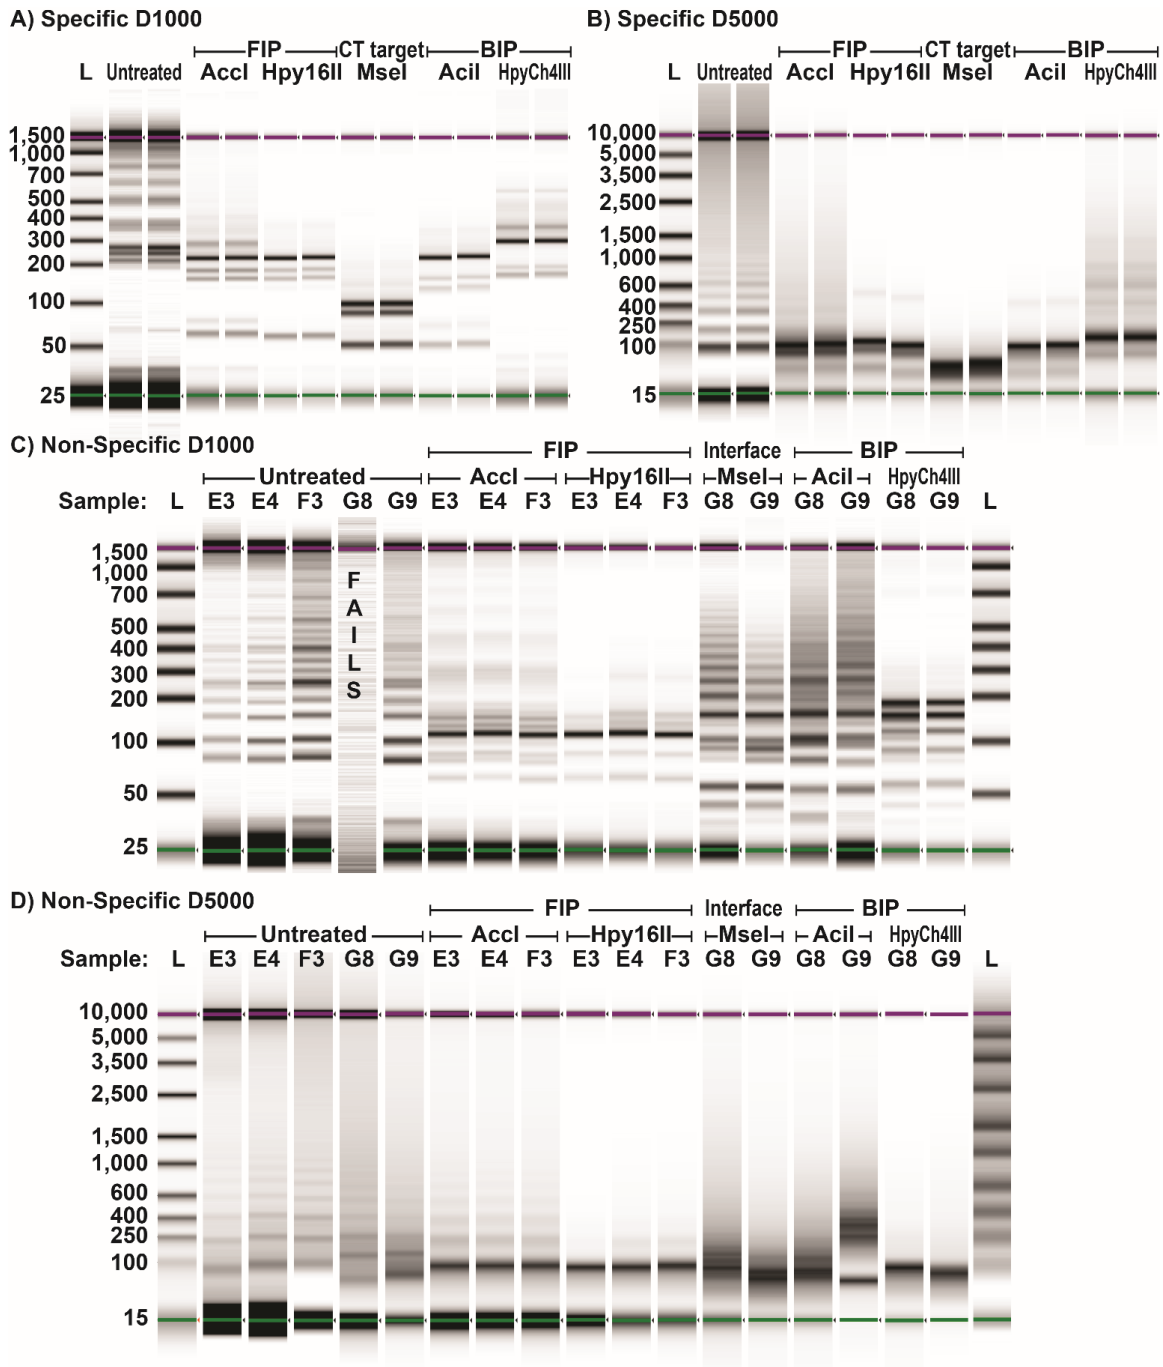 A) Specific D1000
FIP CT target BIP
L Untreated AccI Hpy16II MseI AciI HpyCh4III
1,500
1,000
700
500
400
300
200
100
50
25
B) Specific D5000
FIP CT target BIP
L Untreated AccI Hpy16II MseI AciI HpyCh4III
10,000
5,000
3,500
2,500
1,500
1,000
600
400
250
100
15
C) Non-Specific D1000
FIP Interface BIP
Untreated AccI Hpy16II MseI AciI HpyCh4III
Sample: L E3 E4 F3 G8 G9 E3 E4 F3 E3 E4 F3 G8 G9 G8 G9 G8 G9 L
1,500
1,000
700
500
400
300
200
100
50
25
F
A
I
L
S
D) Non-Specific D5000
FIP Interface BIP
Untreated AccI Hpy16II MseI AciI HpyCh4III
Sample: L E3 E4 F3 G8 G9 E3 E4 F3 E3 E4 F3 G8 G9 G8 G9 G8 G9 L
10,000
5,000
3,500
2,500
1,500
1,000
600
400
250
100
15